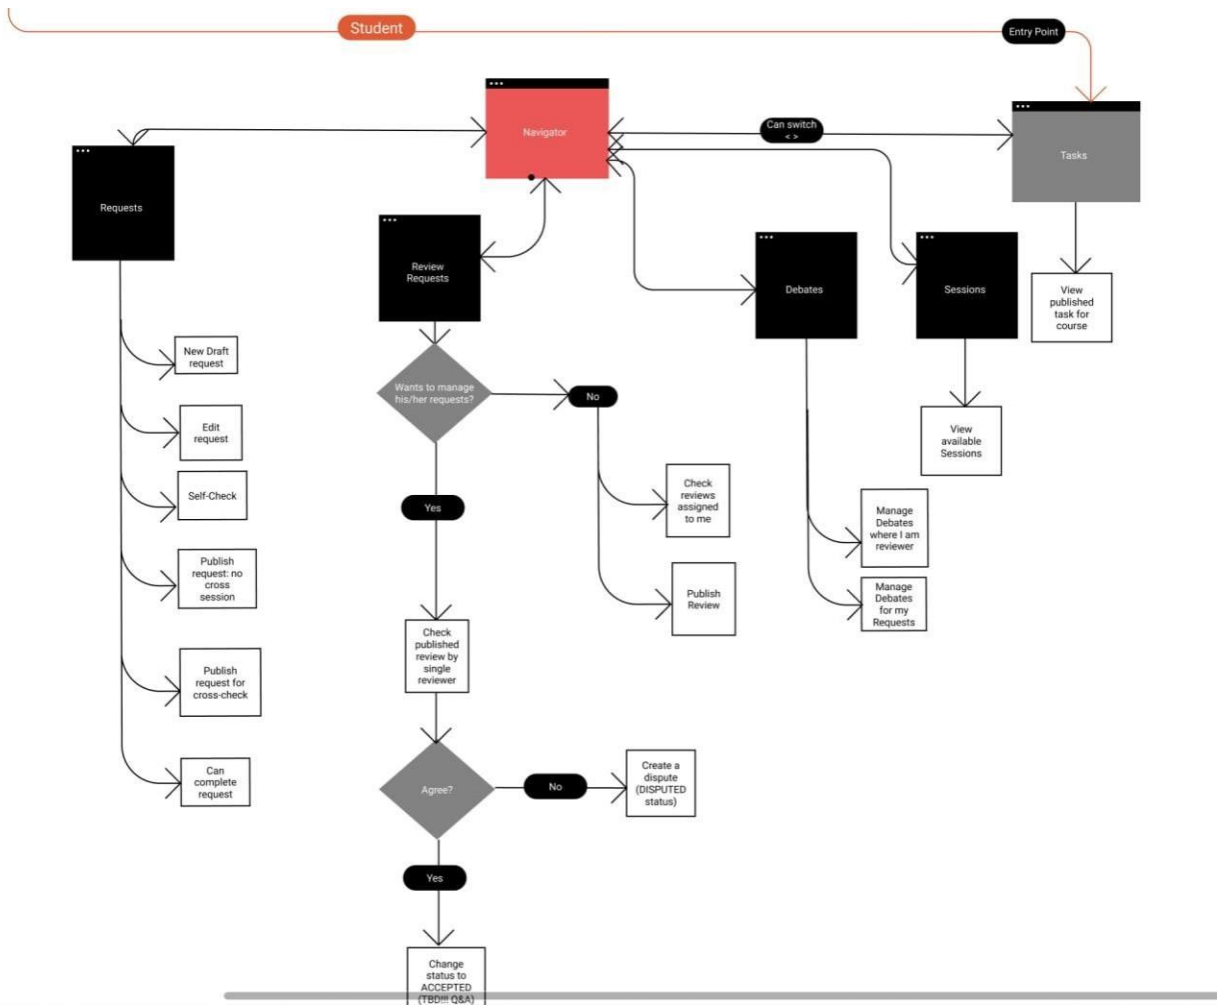 Student
Entry Point
Navigator
Can switch
< >
Tasks
Requests
Review
Requests
Debates
Sessions
View
published
task for
course
New Draft
request
Wants to manage
his/her requests?
No
Edit
request
View
available
Sessions
Self-Check
Yes
Check
reviews
assigned
to me
Manage
Debates
where I am
reviewer
Publish
request: no
cross
session
Publish
Review
Manage
Debates
for my
Requests
Check
published
review by
single
reviewer
Publish
request for
cross-check
Can
complete
request
Agree?
No
Create a
dispute
(DISPUTED
status)
Yes
Change
status to
ACCEPTED
(TBD!!! Q&A)